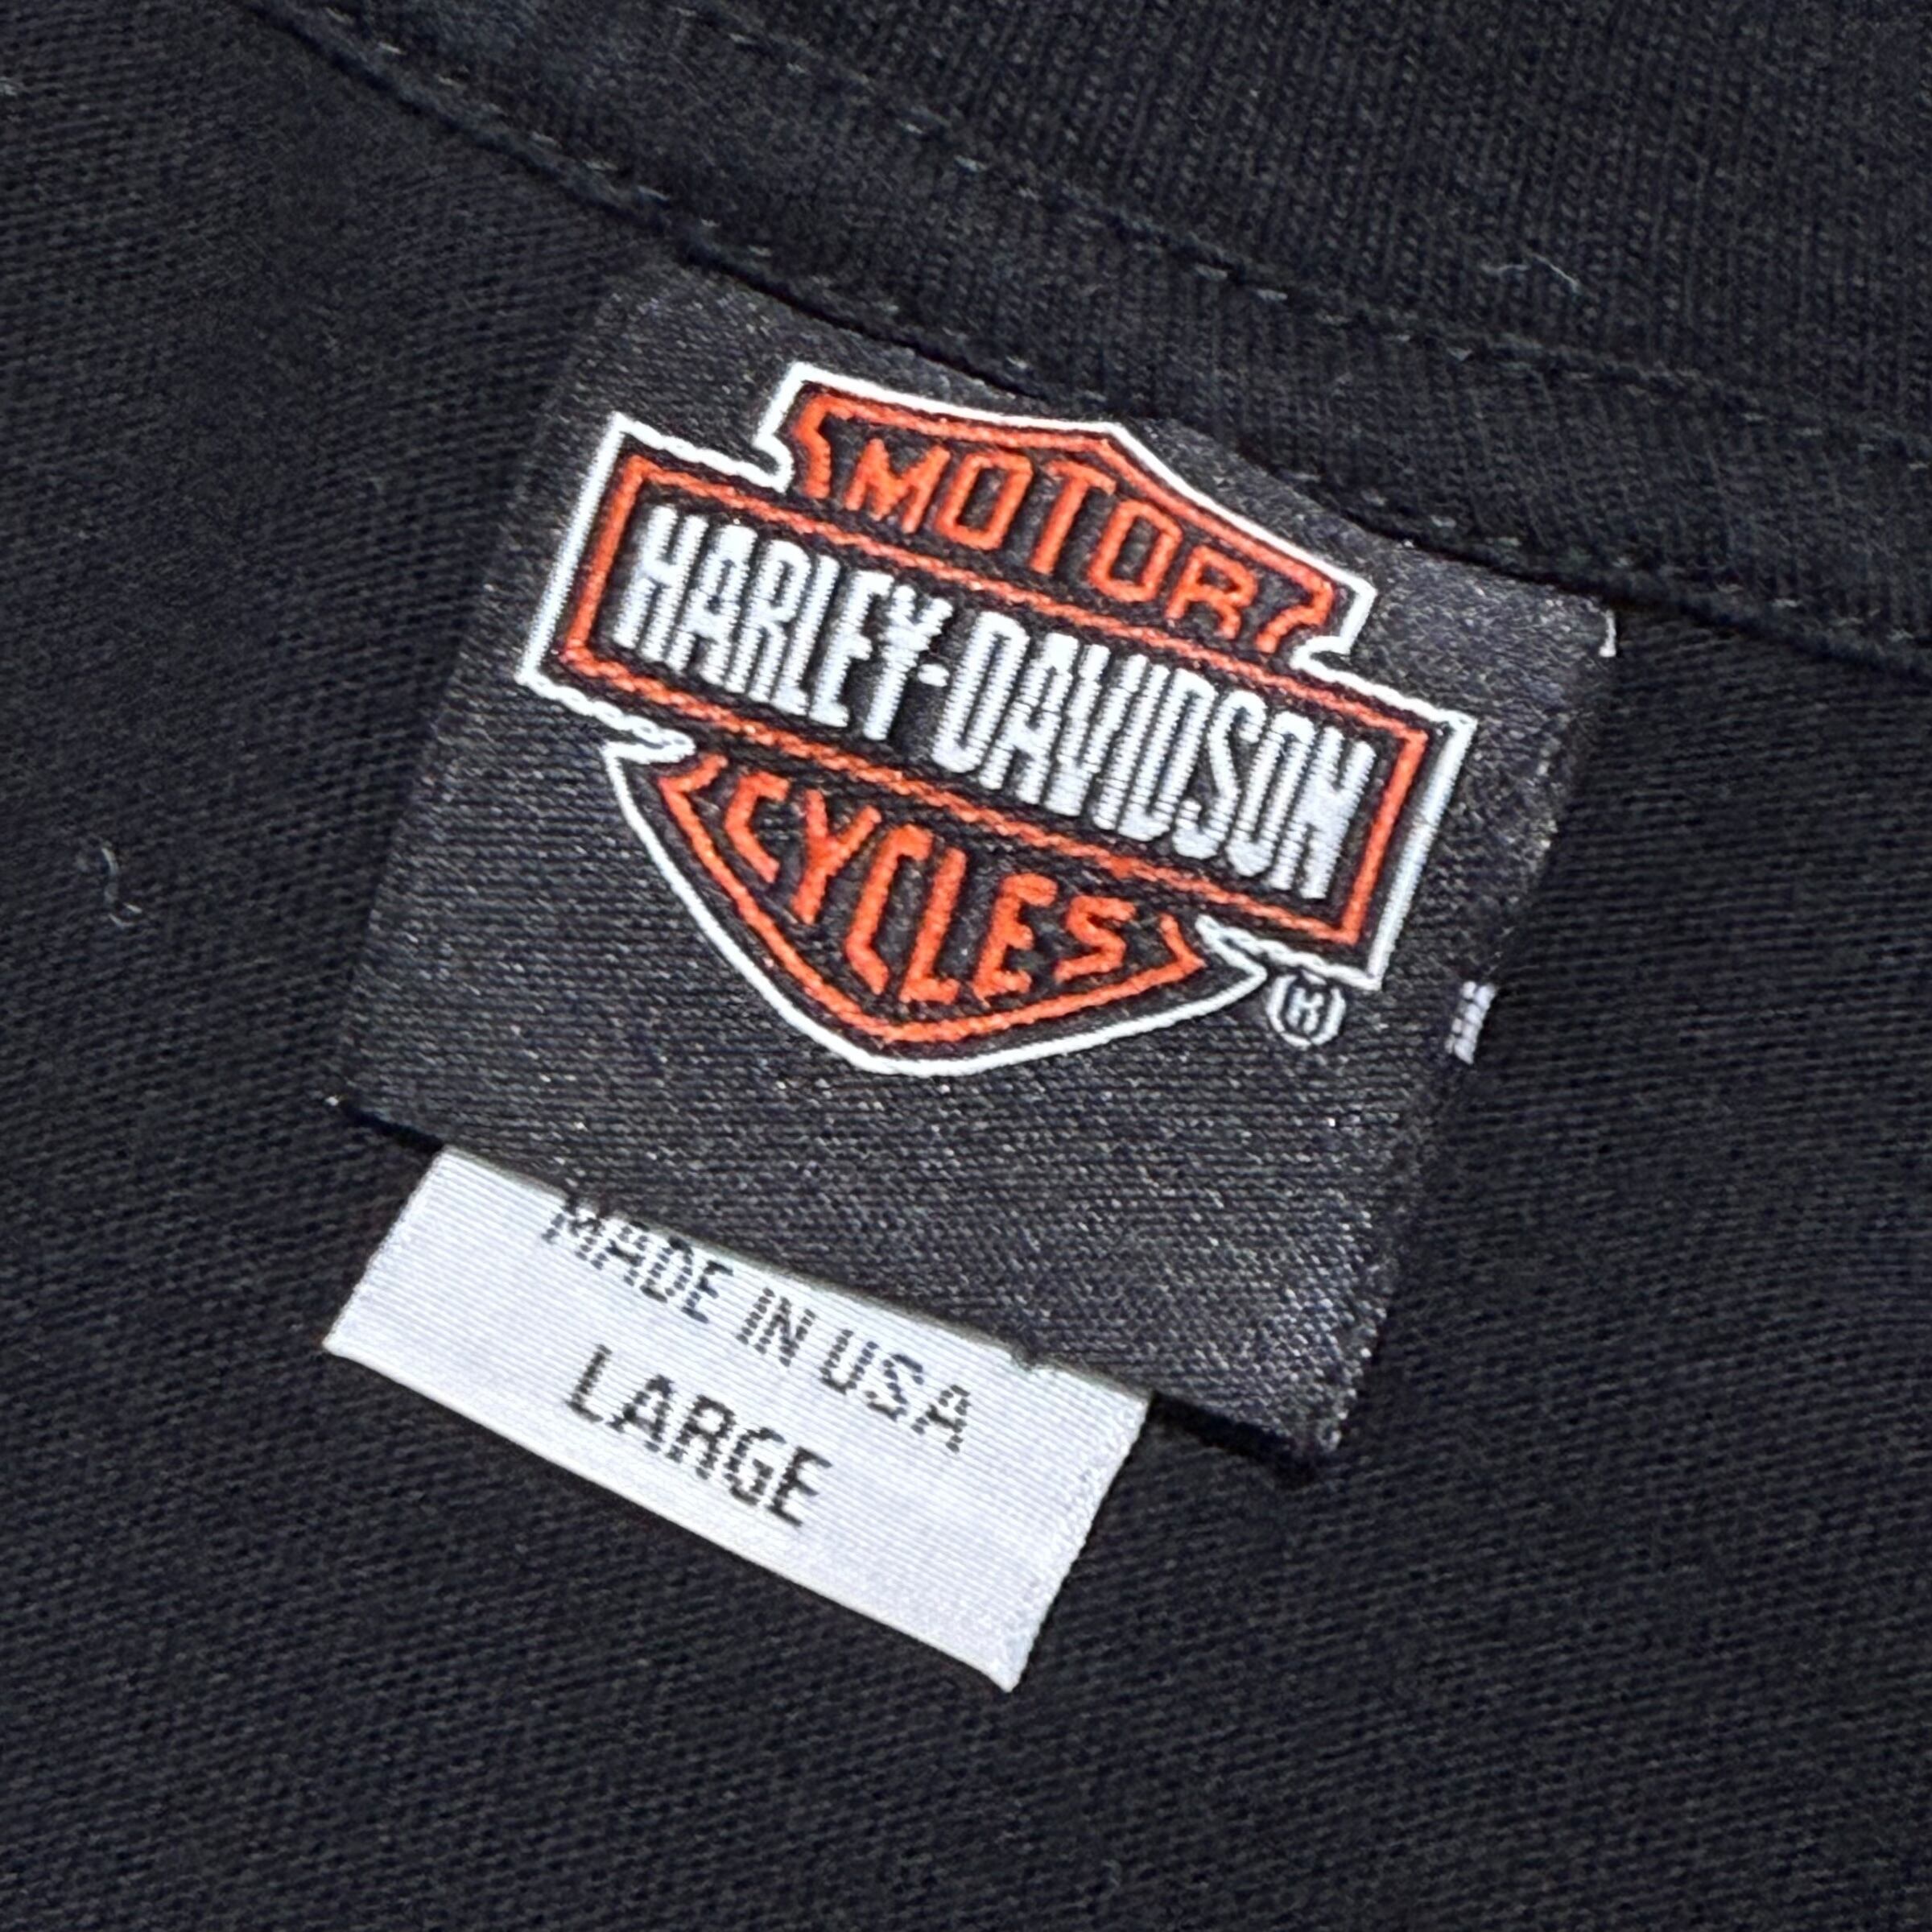 MOTOR
HARLEY-DAVIDSON
CYCLES
®
MADE IN USA
LARGE